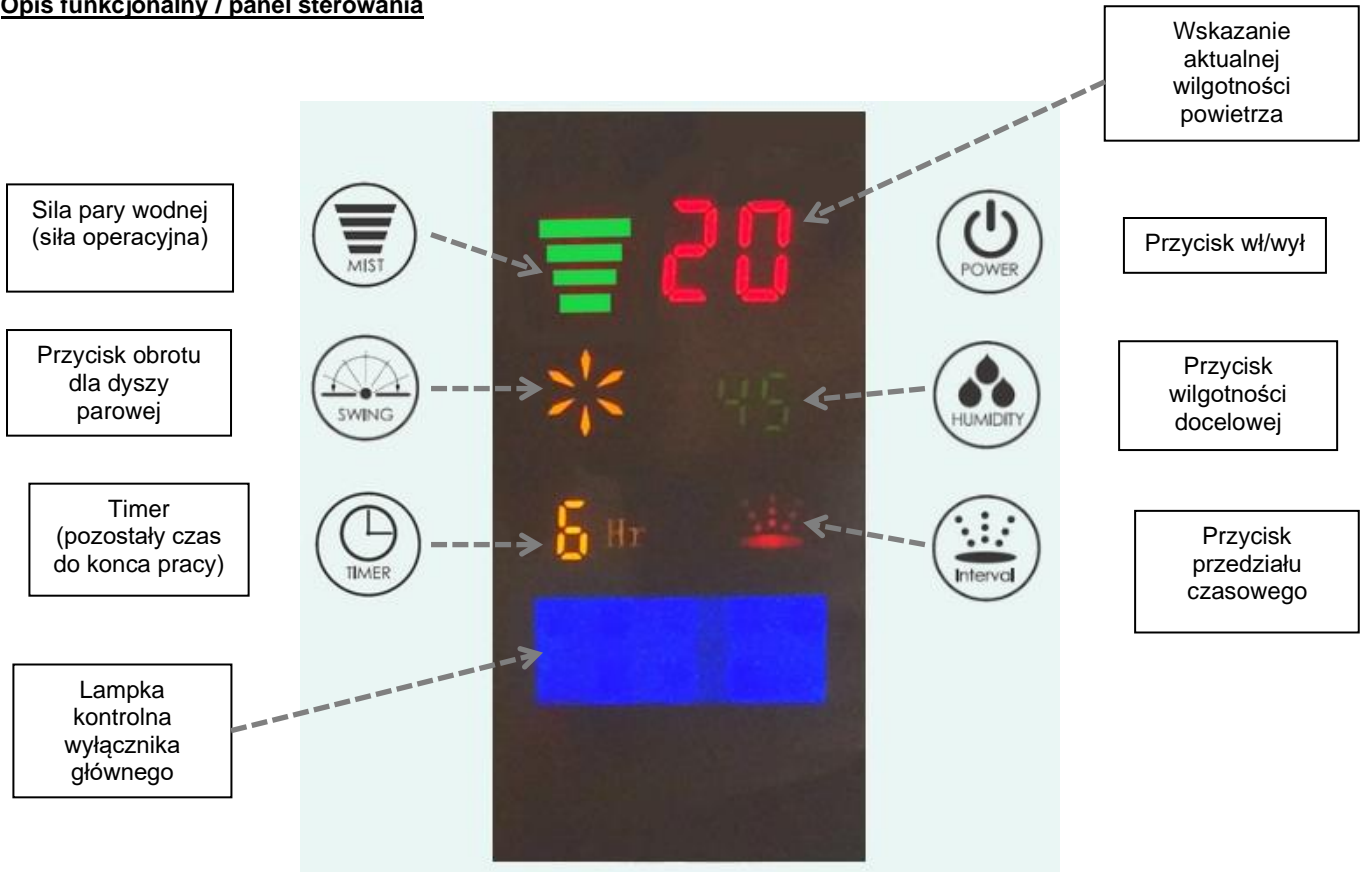 Opis funkcjonalny / panel sterowania
Wskazanie
aktualnej
wilgotności
powietrza
Sila pary wodnej
(siła operacyjna)
MIST
20
POWER
Przycisk wł/wył
Przycisk obrotu
dla dyszy
parowej
SWING
45
HUMIDITY
Przycisk
wilgotności
docelowej
Timer
(pozostały czas
do konca pracy)
TIMER
6 Hr
Interval
Przycisk
przedziału
czasowego
Lampka
kontrolna
wyłącznika
głównego